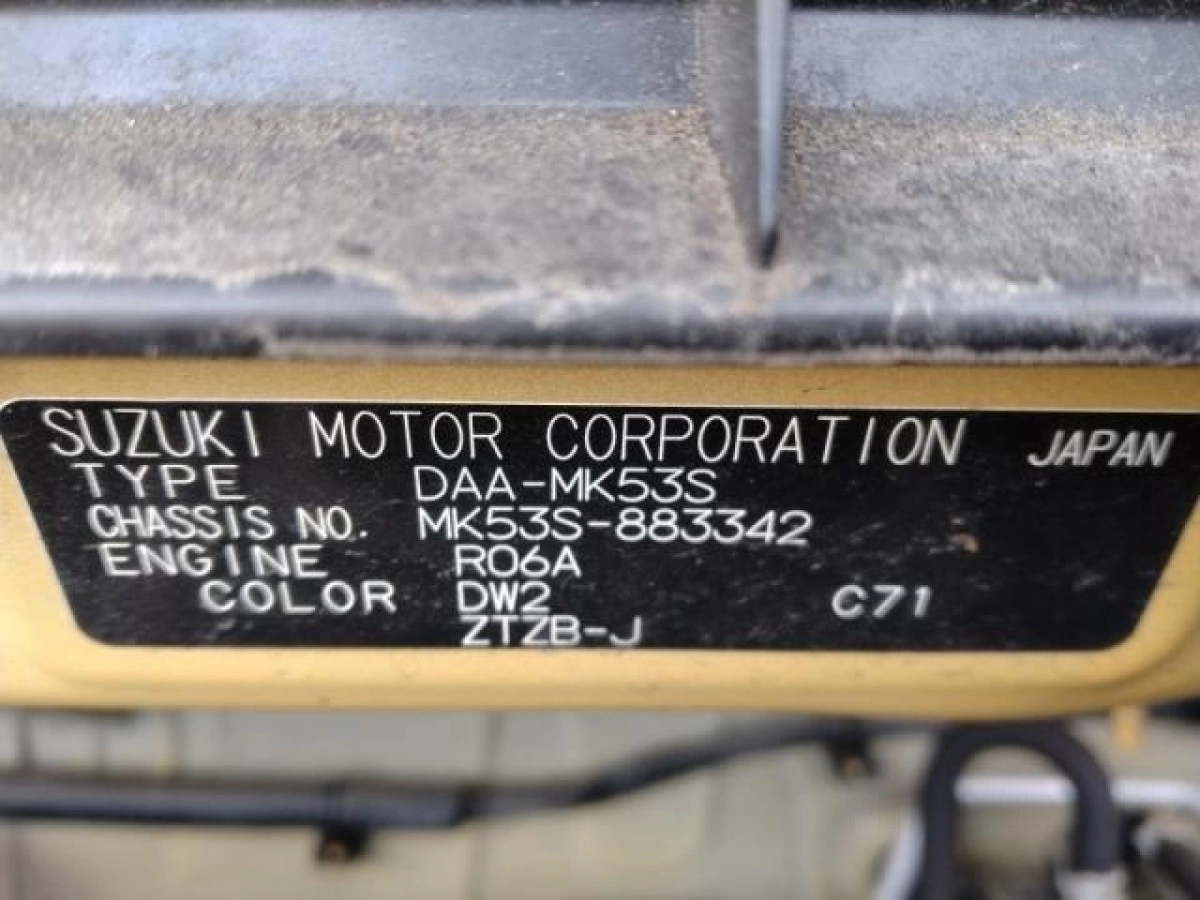 SUZUKI MOTOR CORPORATION JAPAN
TYPE DAA-MK53S
CHASSIS NO. MK53S-883342
ENGINE R06A
COLOR DW2 C71
ZTZB-J